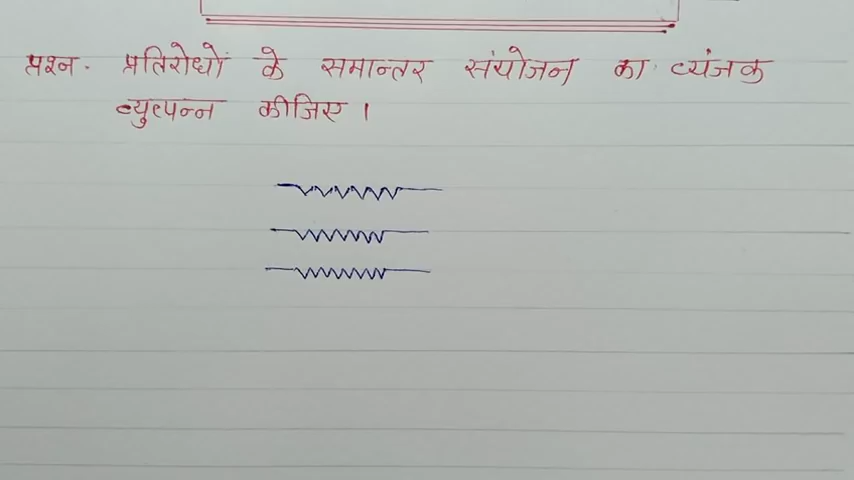 प्रश्न. प्रतिरोधों के समान्तर संयोजन का व्यंजक
व्युत्पन्न कीजिए।